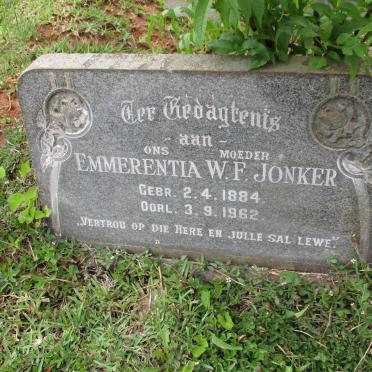 Ter Gedagtenis
aan
ONS MOEDER
EMMERENTIA W.F. JONKER
GEBR. 2.4.1884.
OORL. 3.9.1962.
„VERTROU OP DIE HERE EN JULLE SAL LEWE"